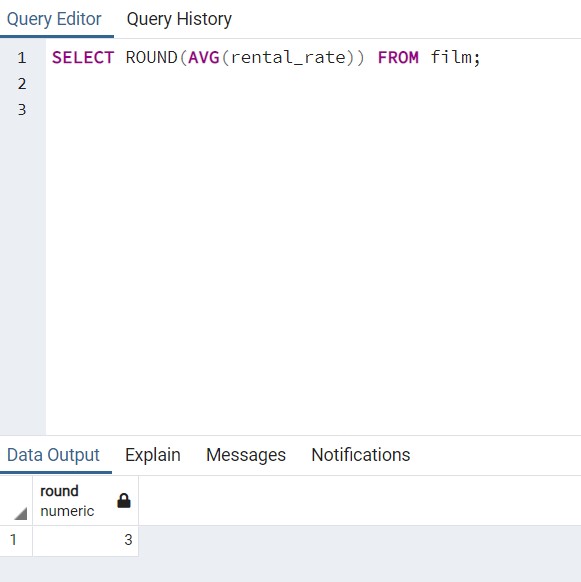 Query Editor Query History
1 SELECT ROUND(AVG(rental_rate)) FROM film;
2
3
Data Output Explain Messages Notifications
round
numeric
1 3